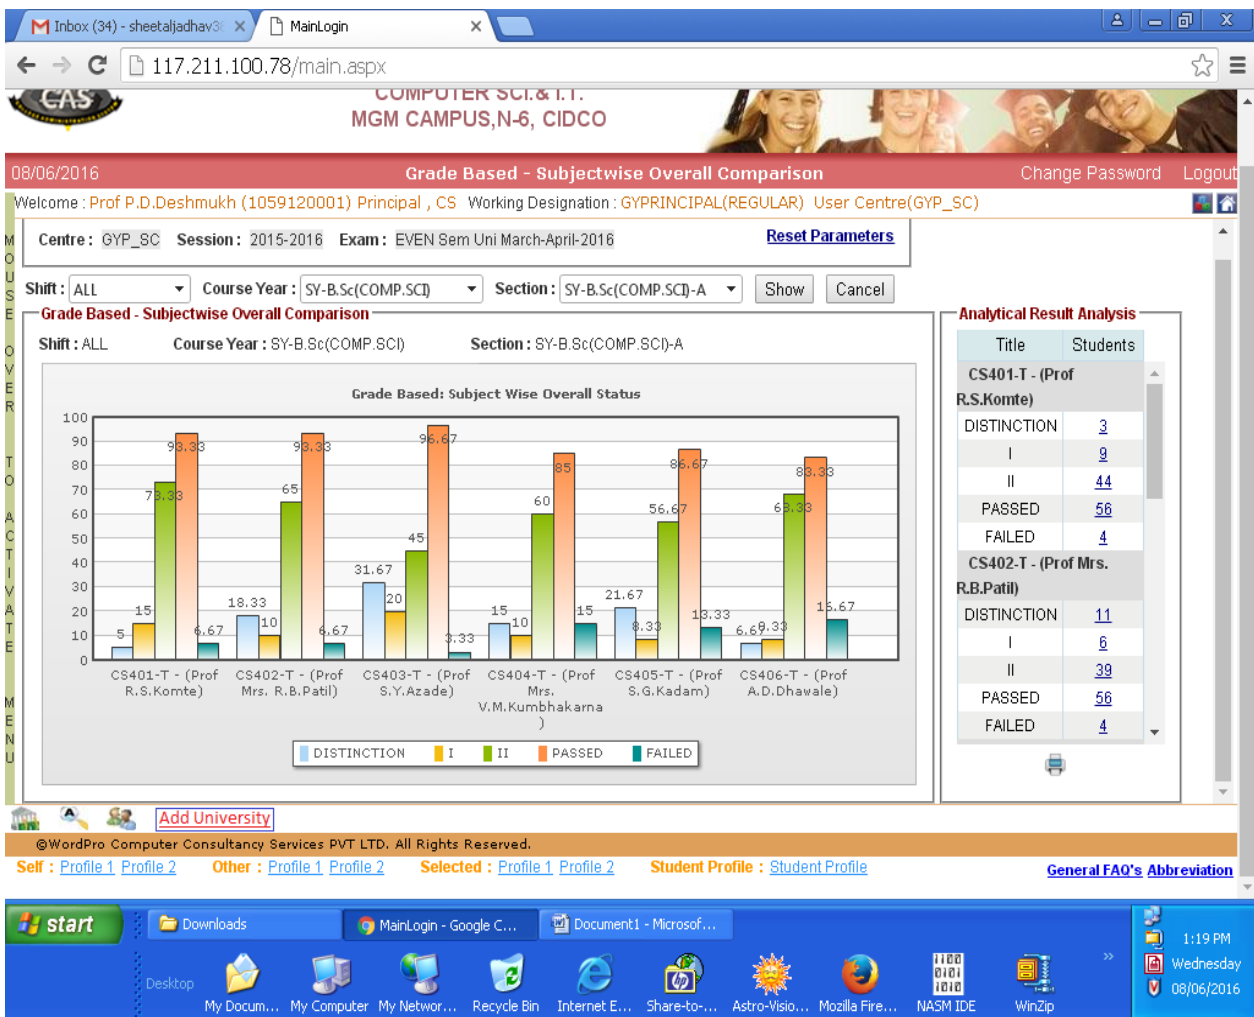 Inbox (34) - sheetaljadhav3
MainLogin
117.211.100.78/main.aspx
CAS
COMPUTER SCI.& I.T.
MGM CAMPUS,N-6, CIDCO
08/06/2016 Grade Based - Subjectwise Overall Comparison Change Password Logout
Welcome : Prof P.D.Deshmukh (1059120001) Principal , CS Working Designation : GYPRINCIPAL(REGULAR) User Centre(GYP_SC)
MOUSE OVER TO ACTIVATE MENU
Centre : GYP_SC Session : 2015-2016 Exam : EVEN Sem Uni March-April-2016 Reset Parameters
Shift : ALL Course Year : SY-B.Sc(COMP.SCI) Section : SY-B.Sc(COMP.SCI)-A Show Cancel
Grade Based - Subjectwise Overall Comparison
Shift : ALL Course Year : SY-B.Sc(COMP.SCI) Section : SY-B.Sc(COMP.SCI)-A
Grade Based: Subject Wise Overall Status
100
90
80
70
60
50
40
30
20
10
0
5 15 73.33 93.33 6.67
18.33 10 65 93.33 6.67
31.67 20 45 96.67 3.33
15 10 60 85 15
21.67 8.33 56.67 86.67 13.33
6.67 8.33 68.33 83.33 16.67
CS401-T - (Prof
R.S.Komte)
CS402-T - (Prof
Mrs. R.B.Patil)
CS403-T - (Prof
S.Y.Azade)
CS404-T - (Prof
Mrs.
V.M.Kumbhakarna
)
CS405-T - (Prof
S.G.Kadam)
CS406-T - (Prof
A.D.Dhawale)
DISTINCTION I II PASSED FAILED
Analytical Result Analysis
Title Students
CS401-T - (Prof
R.S.Komte)
DISTINCTION 3
I 9
II 44
PASSED 56
FAILED 4
CS402-T - (Prof Mrs.
R.B.Patil)
DISTINCTION 11
I 6
II 39
PASSED 56
FAILED 4
Add University
©WordPro Computer Consultancy Services PVT LTD. All Rights Reserved.
Self : Profile 1 Profile 2 Other : Profile 1 Profile 2 Selected : Profile 1 Profile 2 Student Profile : Student Profile General FAQ's Abbreviation
start Downloads MainLogin - Google C... Document1 - Microsof...
Desktop My Docum... My Computer My Networ... Recycle Bin Internet E... Share-to-... Astro-Visio... Mozilla Fire... NASM IDE WinZip
1:19 PM
Wednesday
08/06/2016